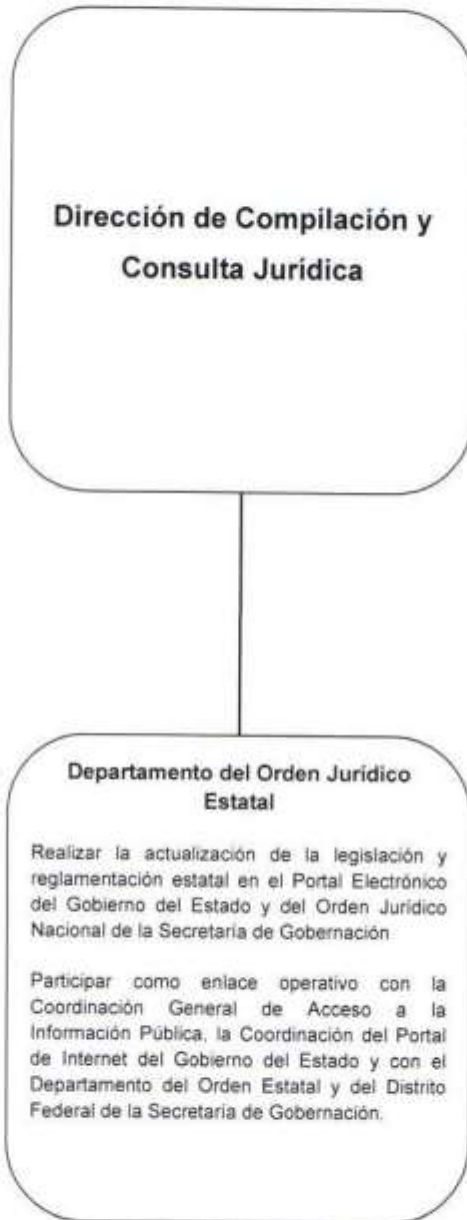 Dirección de Compilación y
Consulta Jurídica
Departamento del Orden Jurídico
Estatal
Realizar la actualización de la legislación y
reglamentación estatal en el Portal Electrónico
del Gobierno del Estado y del Orden Jurídico
Nacional de la Secretaría de Gobernación
Participar como enlace operativo con la
Coordinación General de Acceso a la
Información Pública, la Coordinación del Portal
de Internet del Gobierno del Estado y con el
Departamento del Orden Estatal y del Distrito
Federal de la Secretaría de Gobernación.